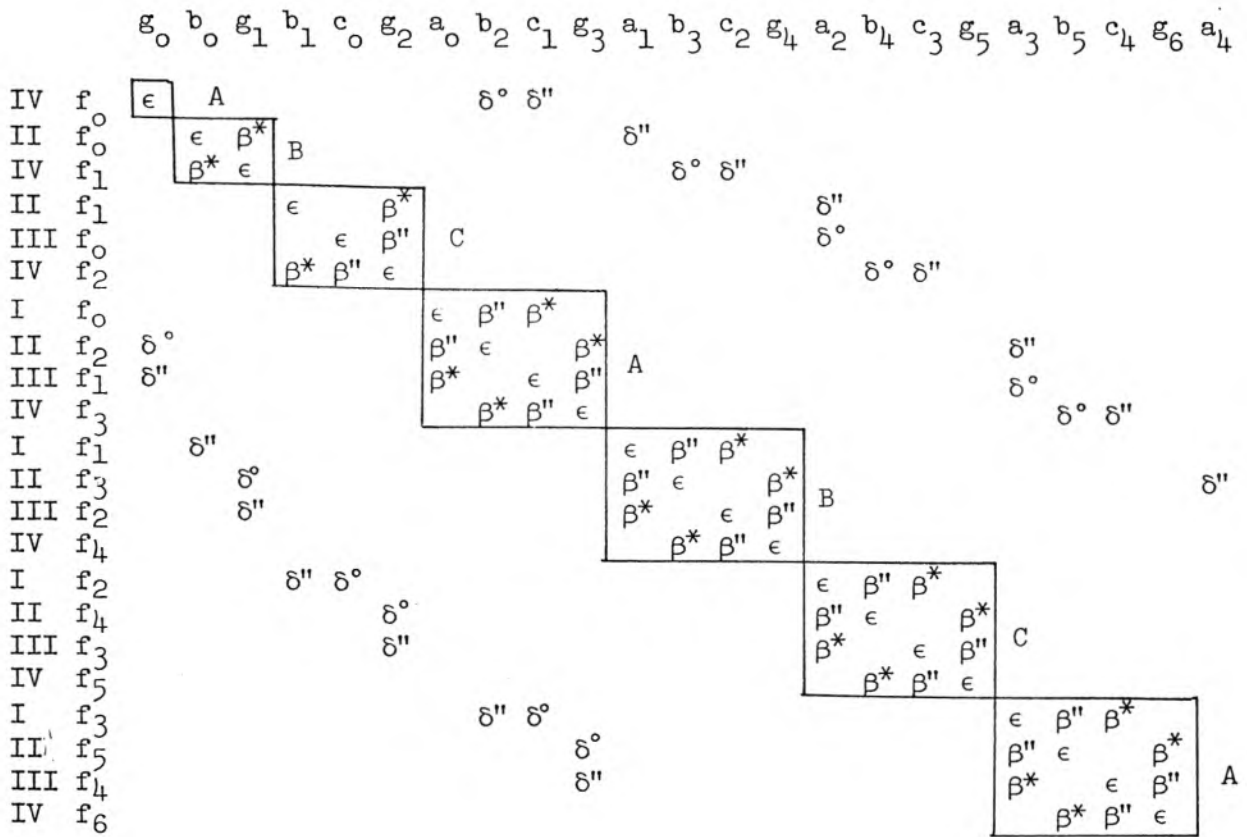 g₀ b₀ g₁ b₁ c₀ g₂ a₀ b₂ c₁ g₃ a₁ b₃ c₂ g₄ a₂ b₄ c₃ g₅ a₃ b₅ c₄ g₆ a₄
IV f₀ ε A δ° δ"
II f₀ ε β* B δ"
IV f₁ β* ε δ° δ"
II f₁ ε β* δ"
III f₀ ε β" C δ°
IV f₂ β* β" ε δ° δ"
I f₀ ε β" β*
II f₂ δ° β" ε β* A δ"
III f₁ δ" β* ε β" δ°
IV f₃ β* β" ε δ° δ"
I f₁ δ" ε β" β*
II f₃ δ° β" ε β* B δ"
III f₂ δ" β* ε β"
IV f₄ β* β" ε
I f₂ δ" δ° ε β" β*
II f₄ δ° β" ε β* C
III f₃ δ" β* ε β"
IV f₅ β* β" ε
I f₃ δ" δ° ε β" β*
II f₅ δ° β" ε β*
III f₄ δ" β* ε β" A
IV f₆ β* β" ε